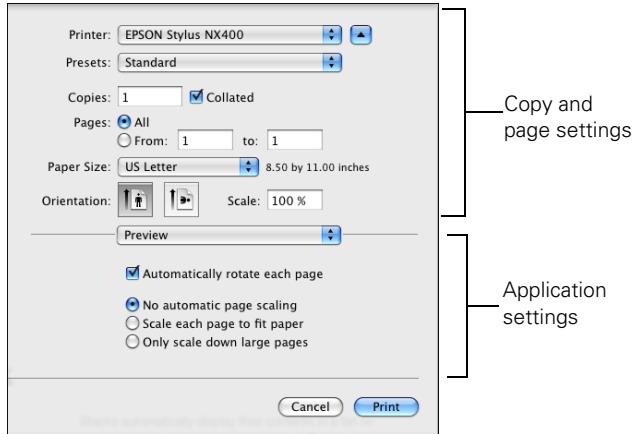 Printer: EPSON Stylus NX400
Presets: Standard
Copies: 1 Collated
Pages: All
From: 1 to: 1
Paper Size: US Letter 8.50 by 11.00 inches
Orientation: Scale: 100 %
Copy and
page settings
Preview
Automatically rotate each page
No automatic page scaling
Scale each page to fit paper
Only scale down large pages
Application
settings
Cancel Print